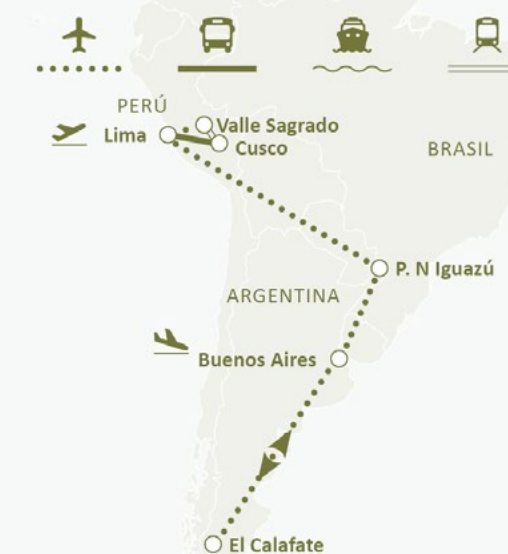 PERÚ
Lima
Valle Sagrado
Cusco
BRASIL
P. N Iguazú
ARGENTINA
Buenos Aires
El Calafate